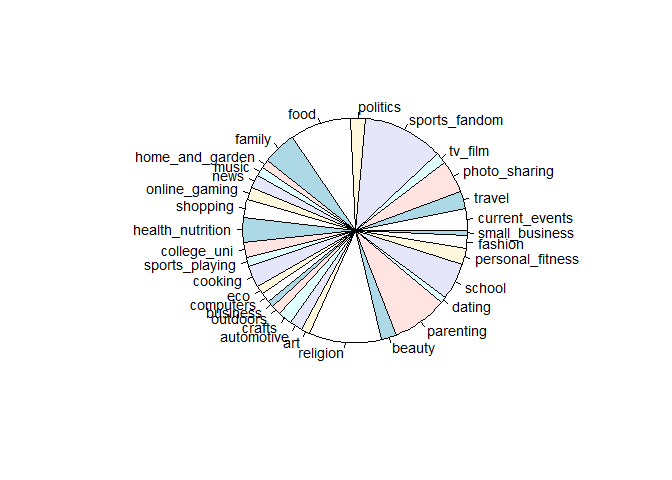 politics
food
sports_fandom
family
tv_film
home_and_garden
photo_sharing
music
news
online_gaming
travel
shopping
current_events
health_nutrition
small_business
fashion
college_uni
personal_fitness
sports_playing
cooking
school
eco
computers
dating
business
outdoors
crafts
parenting
automotive
art
beauty
religion